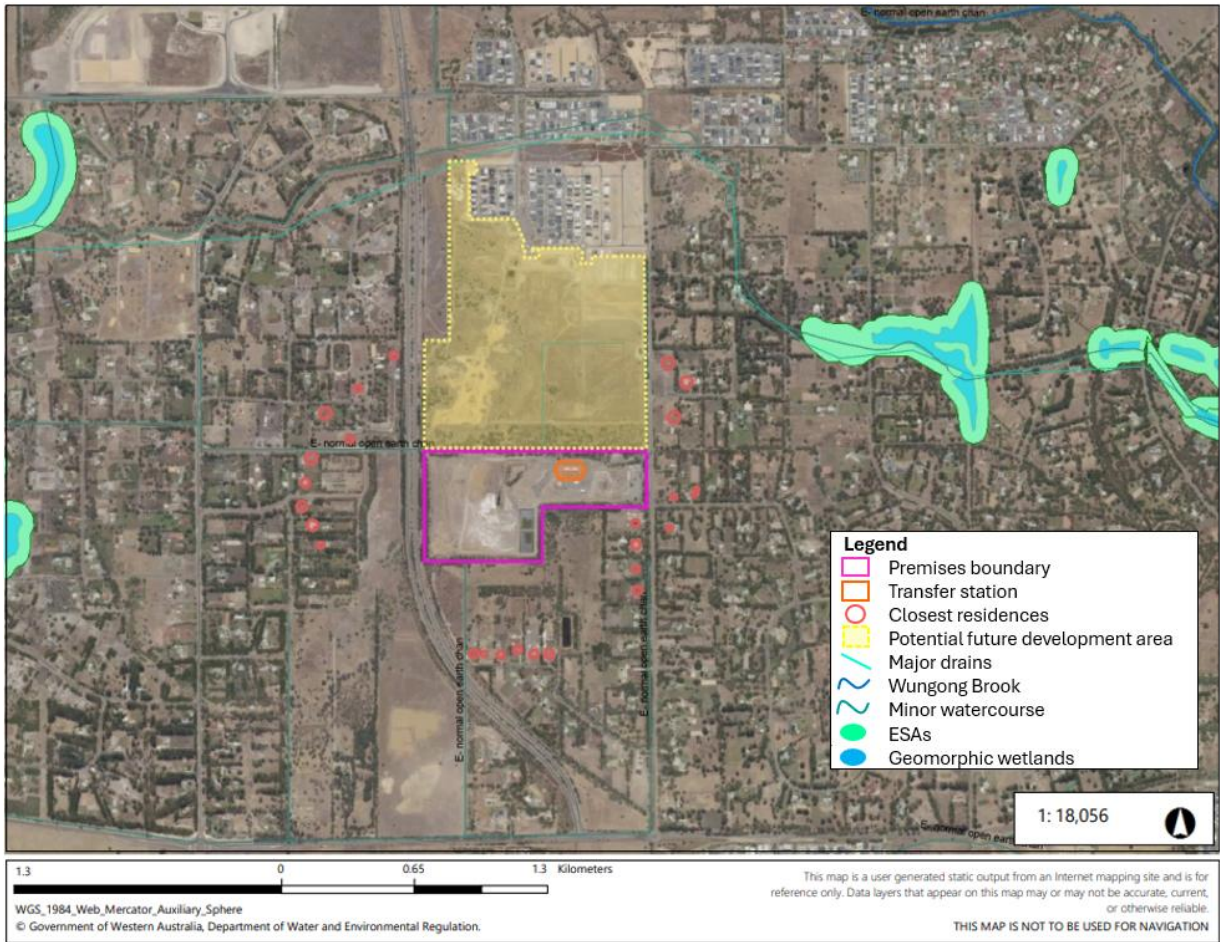 E- normal open earth chan
E- normal open earth chan
E- normal open earth chan
E- normal open earth chan
Legend
Premises boundary
Transfer station
Closest residences
Potential future development area
Major drains
Wungong Brook
Minor watercourse
ESAs
Geomorphic wetlands
1: 18,056
E- normal open earth chan
1.3 0 0.65 1.3 Kilometers
WGS_1984_Web_Mercator_Auxiliary_Sphere
© Government of Western Australia, Department of Water and Environmental Regulation.
This map is a user generated static output from an Internet mapping site and is for
reference only. Data layers that appear on this map may or may not be accurate, current,
or otherwise reliable.
THIS MAP IS NOT TO BE USED FOR NAVIGATION